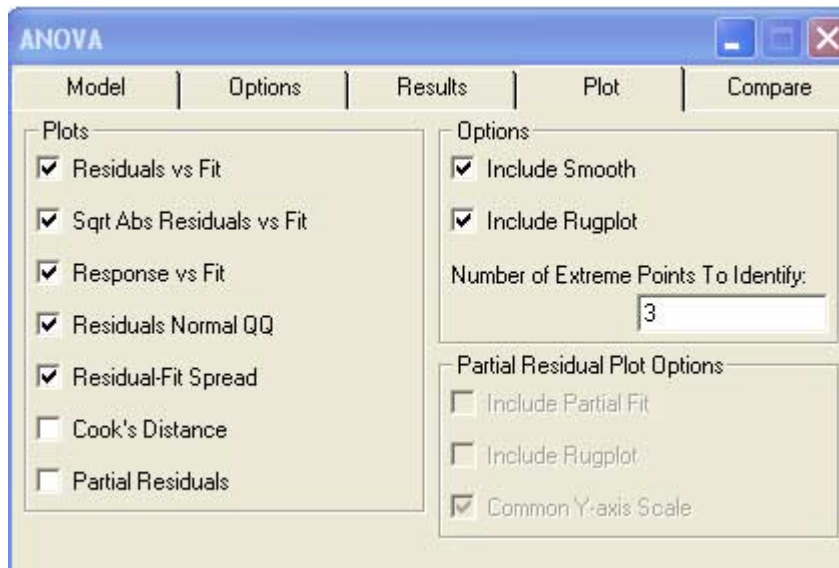 ANOVA
Model
Options
Results
Plot
Compare
Plots
Residuals vs Fit
Sqrt Abs Residuals vs Fit
Response vs Fit
Residuals Normal QQ
Residual-Fit Spread
Cook's Distance
Partial Residuals
Options
Include Smooth
Include Rugplot
Number of Extreme Points To Identify:
3
Partial Residual Plot Options
Include Partial Fit
Include Rugplot
Common Y-axis Scale